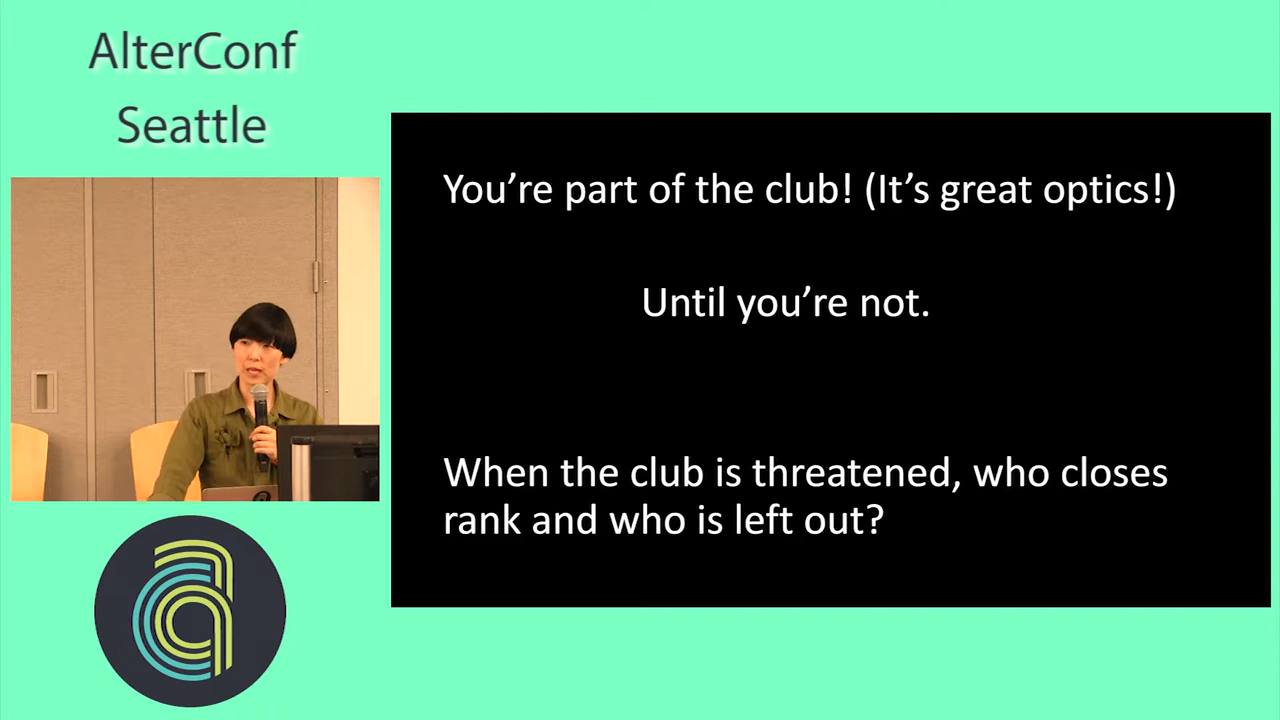 AlterConf
Seattle
You’re part of the club! (It’s great optics!)
Until you’re not.
When the club is threatened, who closes
rank and who is left out?